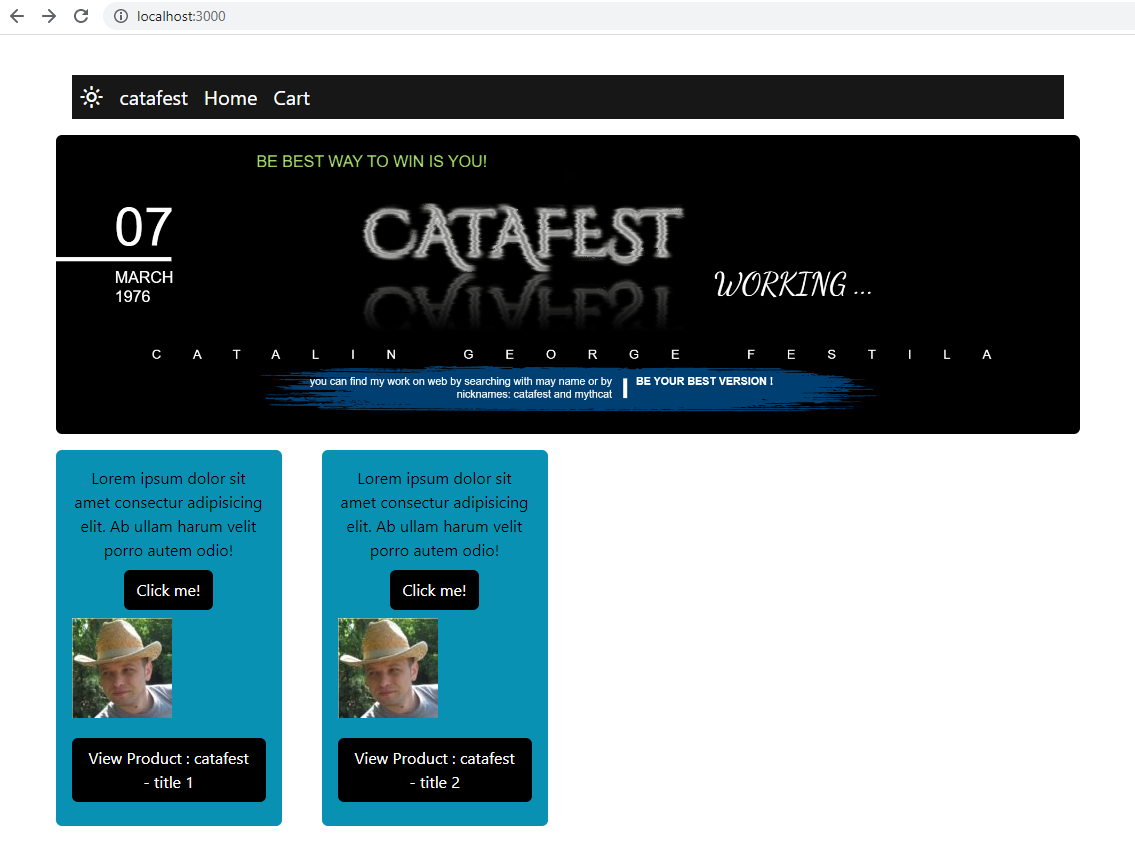 localhost:3000
catafest Home Cart
BE BEST WAY TO WIN IS YOU!
07
MARCH
1976
CATAFEST
WORKING ...
CATALIN GEORGE FESTILA
you can find my work on web by searching with may name or by
nicknames: catafest and mythcat
BE YOUR BEST VERSION !
Lorem ipsum dolor sit
amet consectur adipisicing
elit. Ab ullam harum velit
porro autem odio!
Click me!
View Product : catafest
- title 1
Lorem ipsum dolor sit
amet consectur adipisicing
elit. Ab ullam harum velit
porro autem odio!
Click me!
View Product : catafest
- title 2